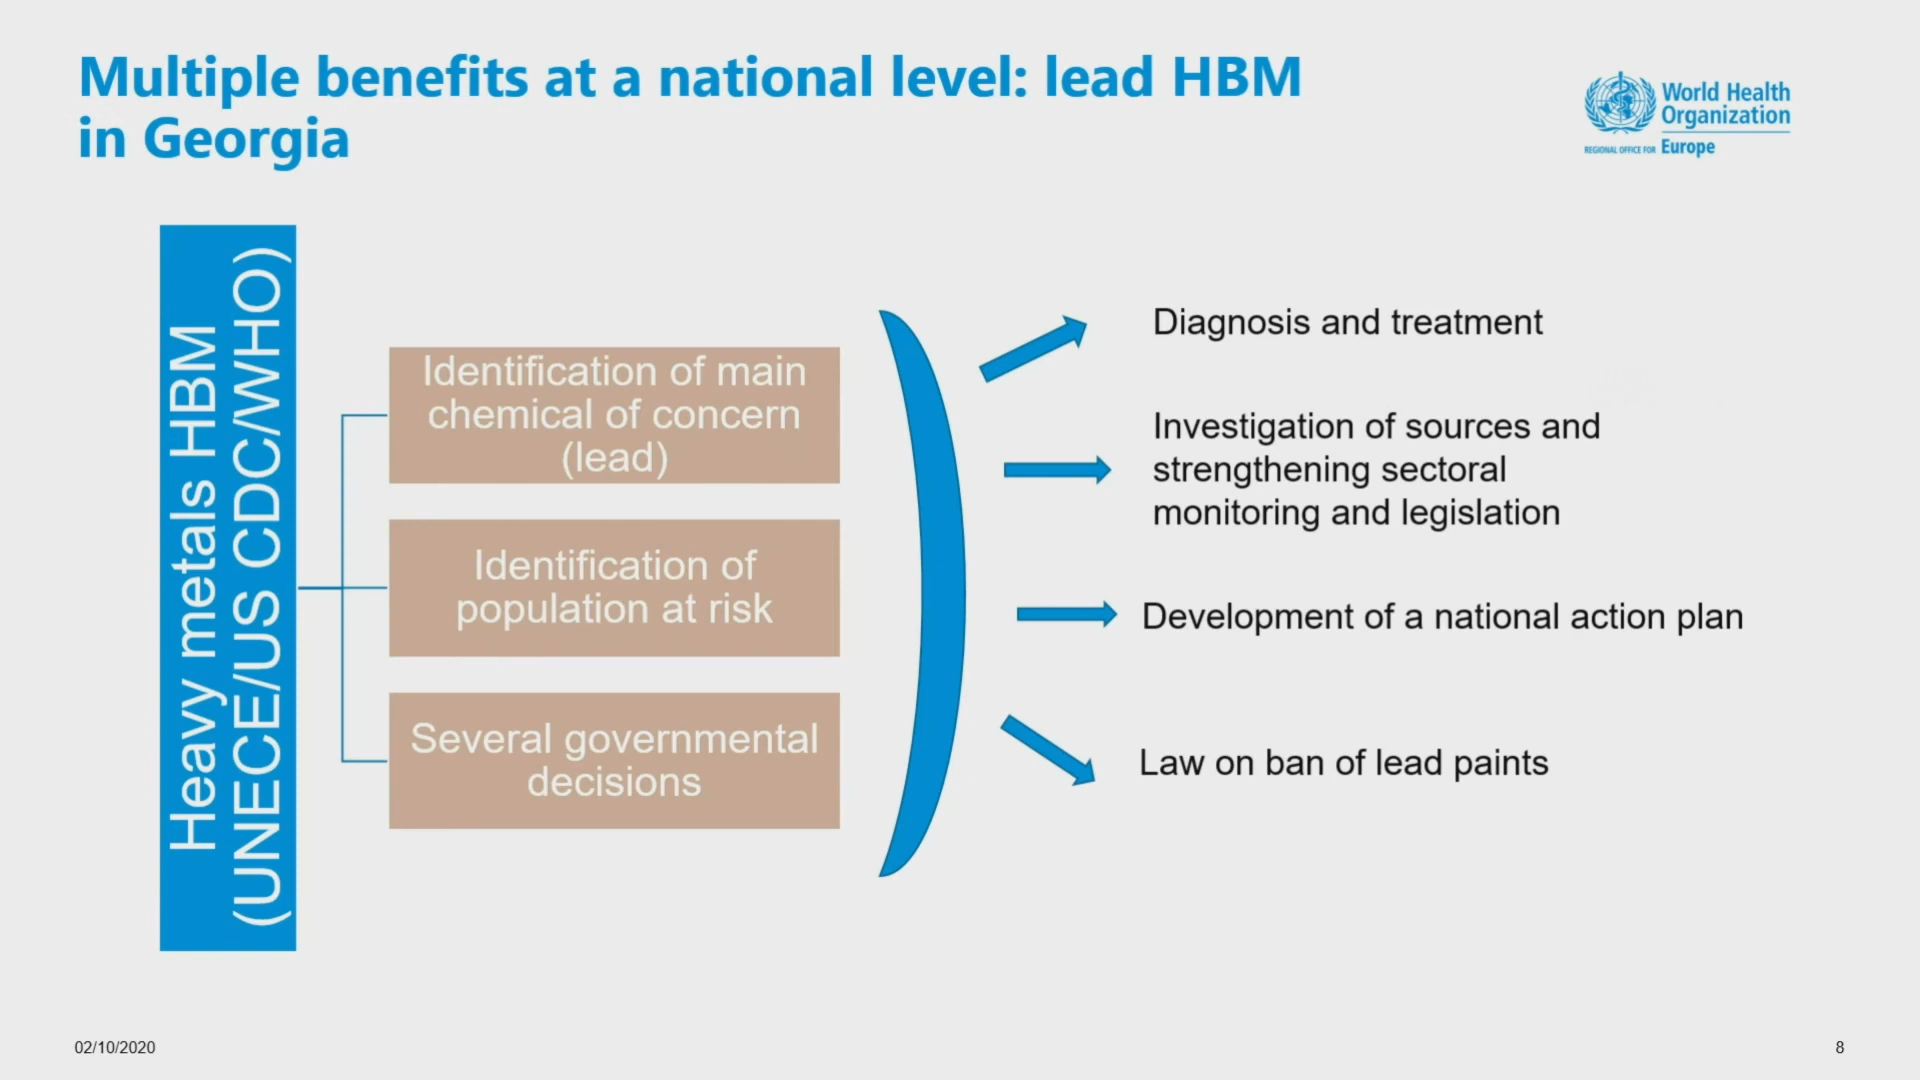 Multiple benefits at a national level: lead HBM
in Georgia
World Health
Organization
REGIONAL OFFICE FOR Europe
Heavy metals HBM
(UNECE/US CDC/WHO)
Identification of main
chemical of concern
(lead)
Identification of
population at risk
Several governmental
decisions
Diagnosis and treatment
Investigation of sources and
strengthening sectoral
monitoring and legislation
Development of a national action plan
Law on ban of lead paints
02/10/2020
8